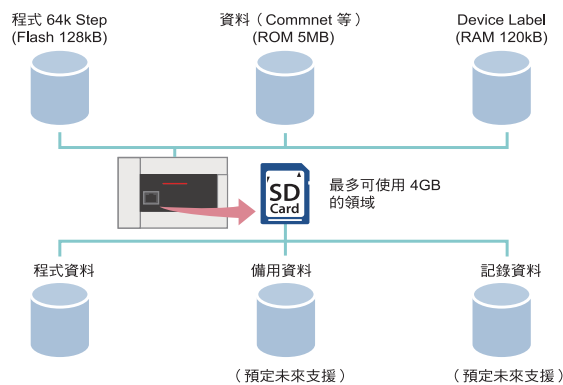 程式 64k Step
(Flash 128kB)
資料（Commnet 等）
(ROM 5MB)
Device Label
(RAM 120kB)
SD
Card
最多可使用 4GB
的領域
程式資料
備用資料
記錄資料
（預定未來支援）
（預定未來支援）